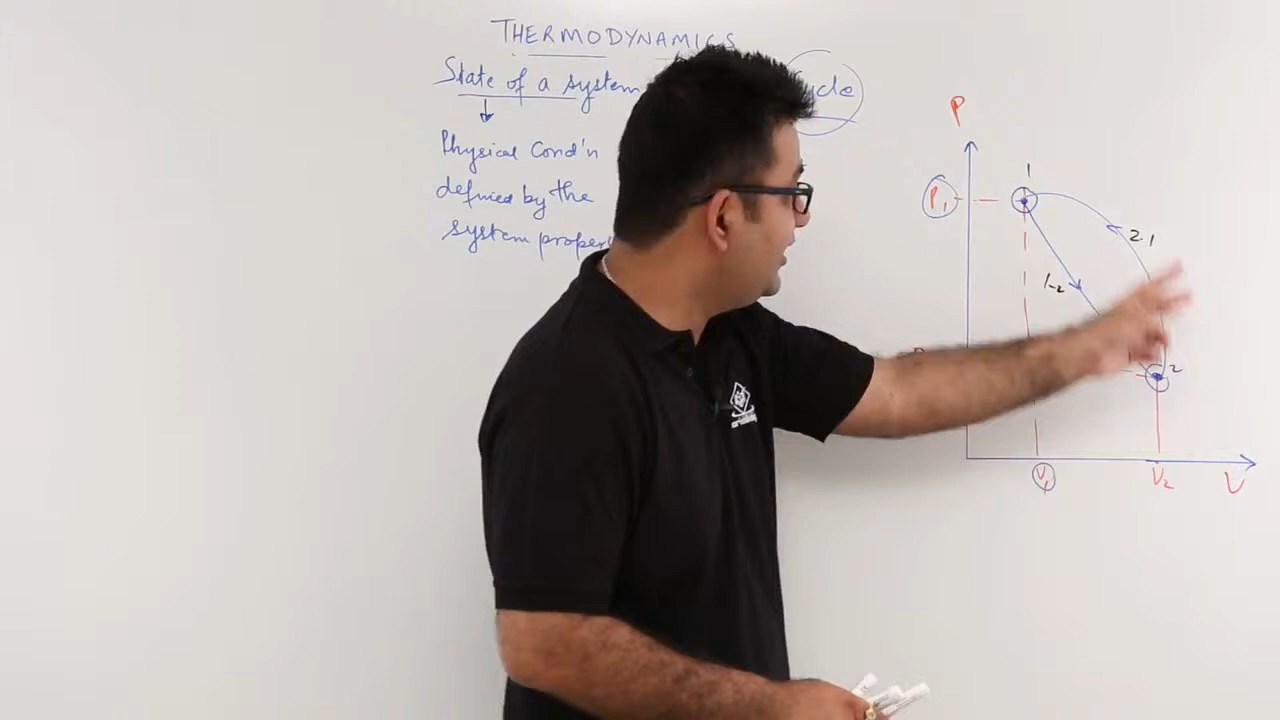 THERMODYNAMICS
State of a system
Physical Cond'n
defined by the
system proper
P
P1
1
2-1
1-2
2
V1
V2
V